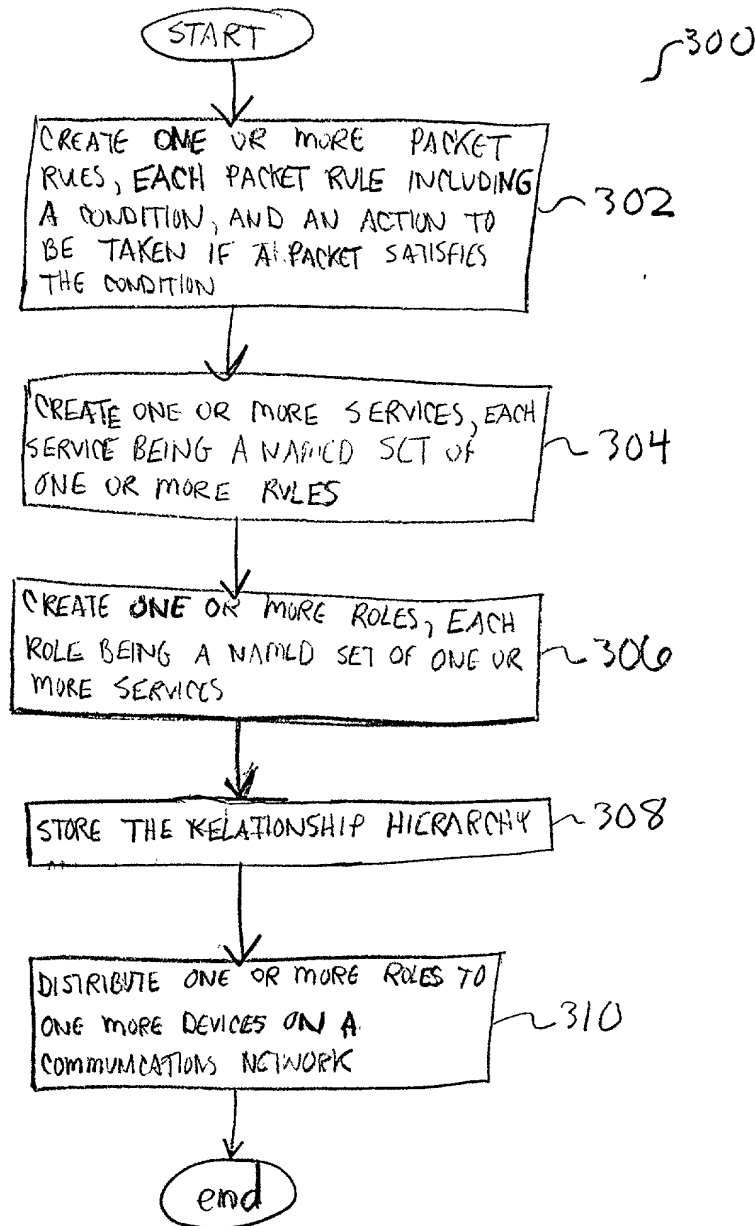 START
300
CREATE ONE OR MORE PACKET
RULES, EACH PACKET RULE INCLUDING
A CONDITION, AND AN ACTION TO
BE TAKEN IF A PACKET SATISFIES
THE CONDITION
302
CREATE ONE OR MORE SERVICES, EACH
SERVICE BEING A NAMED SET OF
ONE OR MORE RULES
304
CREATE ONE OR MORE ROLES, EACH
ROLE BEING A NAMED SET OF ONE OR
MORE SERVICES
306
STORE THE RELATIONSHIP HIERARCHY
308
DISTRIBUTE ONE OR MORE ROLES TO
ONE MORE DEVICES ON A
COMMUNICATIONS NETWORK
310
end